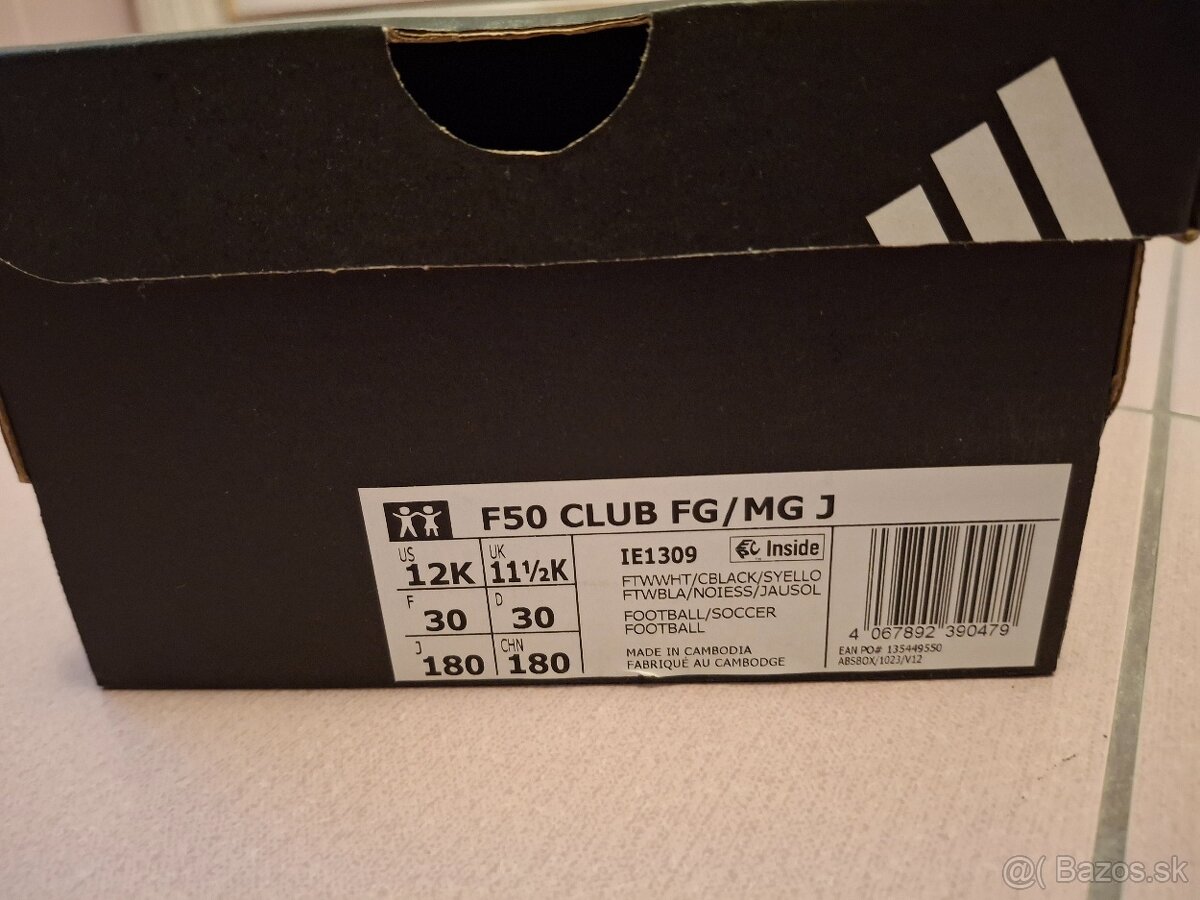 F50 CLUB FG/MG J
US 12K UK 11½K
F 30 D 30
J 180 CHN 180
IE1309 Inside
FTWWHT/CBLACK/SYELLO
FTWBLA/NOIESS/JAUSOL
FOOTBALL/SOCCER
FOOTBALL
MADE IN CAMBODIA
FABRIQUÉ AU CAMBODGE
4 067892 390479
EAN PO# 135449550
ABSBOX/1023/V12
@( Bazos.sk